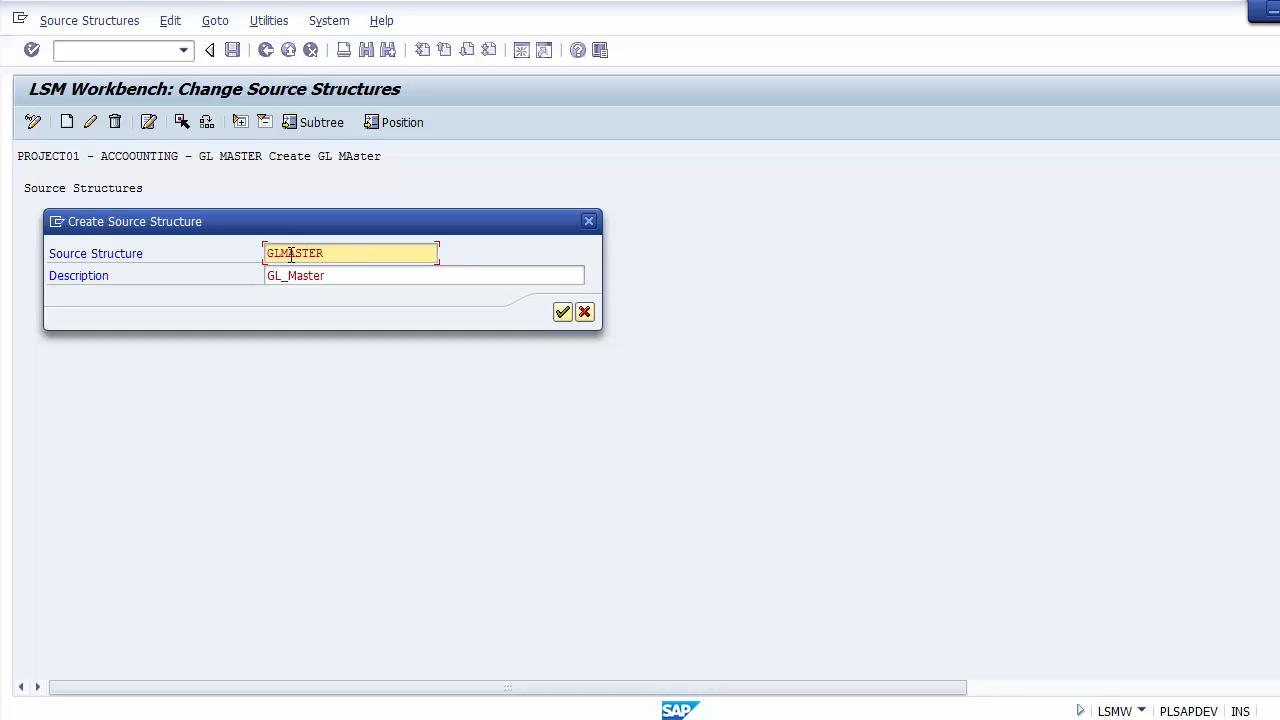 Source Structures Edit Goto Utilities System Help
LSM Workbench: Change Source Structures
Subtree Position
PROJECT01 - ACCOOUNTING - GL MASTER Create GL MAster
Source Structures
Create Source Structure
Source Structure GLMASTER
Description GL_Master
SAP LSMW PLSAPDEV INS